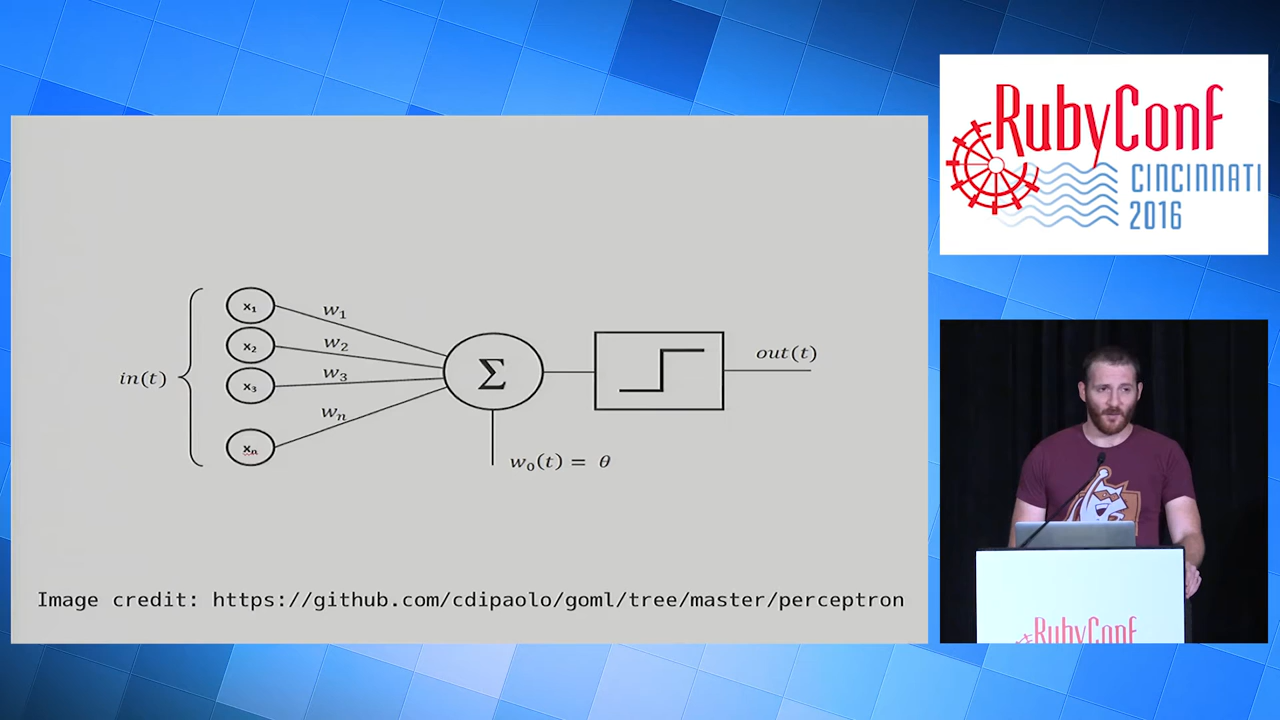 RubyConf
CINCINNATI
2016
in(t)
x₁
x₂
x₃
xₙ
w₁
w₂
w₃
wₙ
Σ
w₀(t) = θ
out(t)
Image credit: https://github.com/cdipaolo/goml/tree/master/perceptron
RubyConf